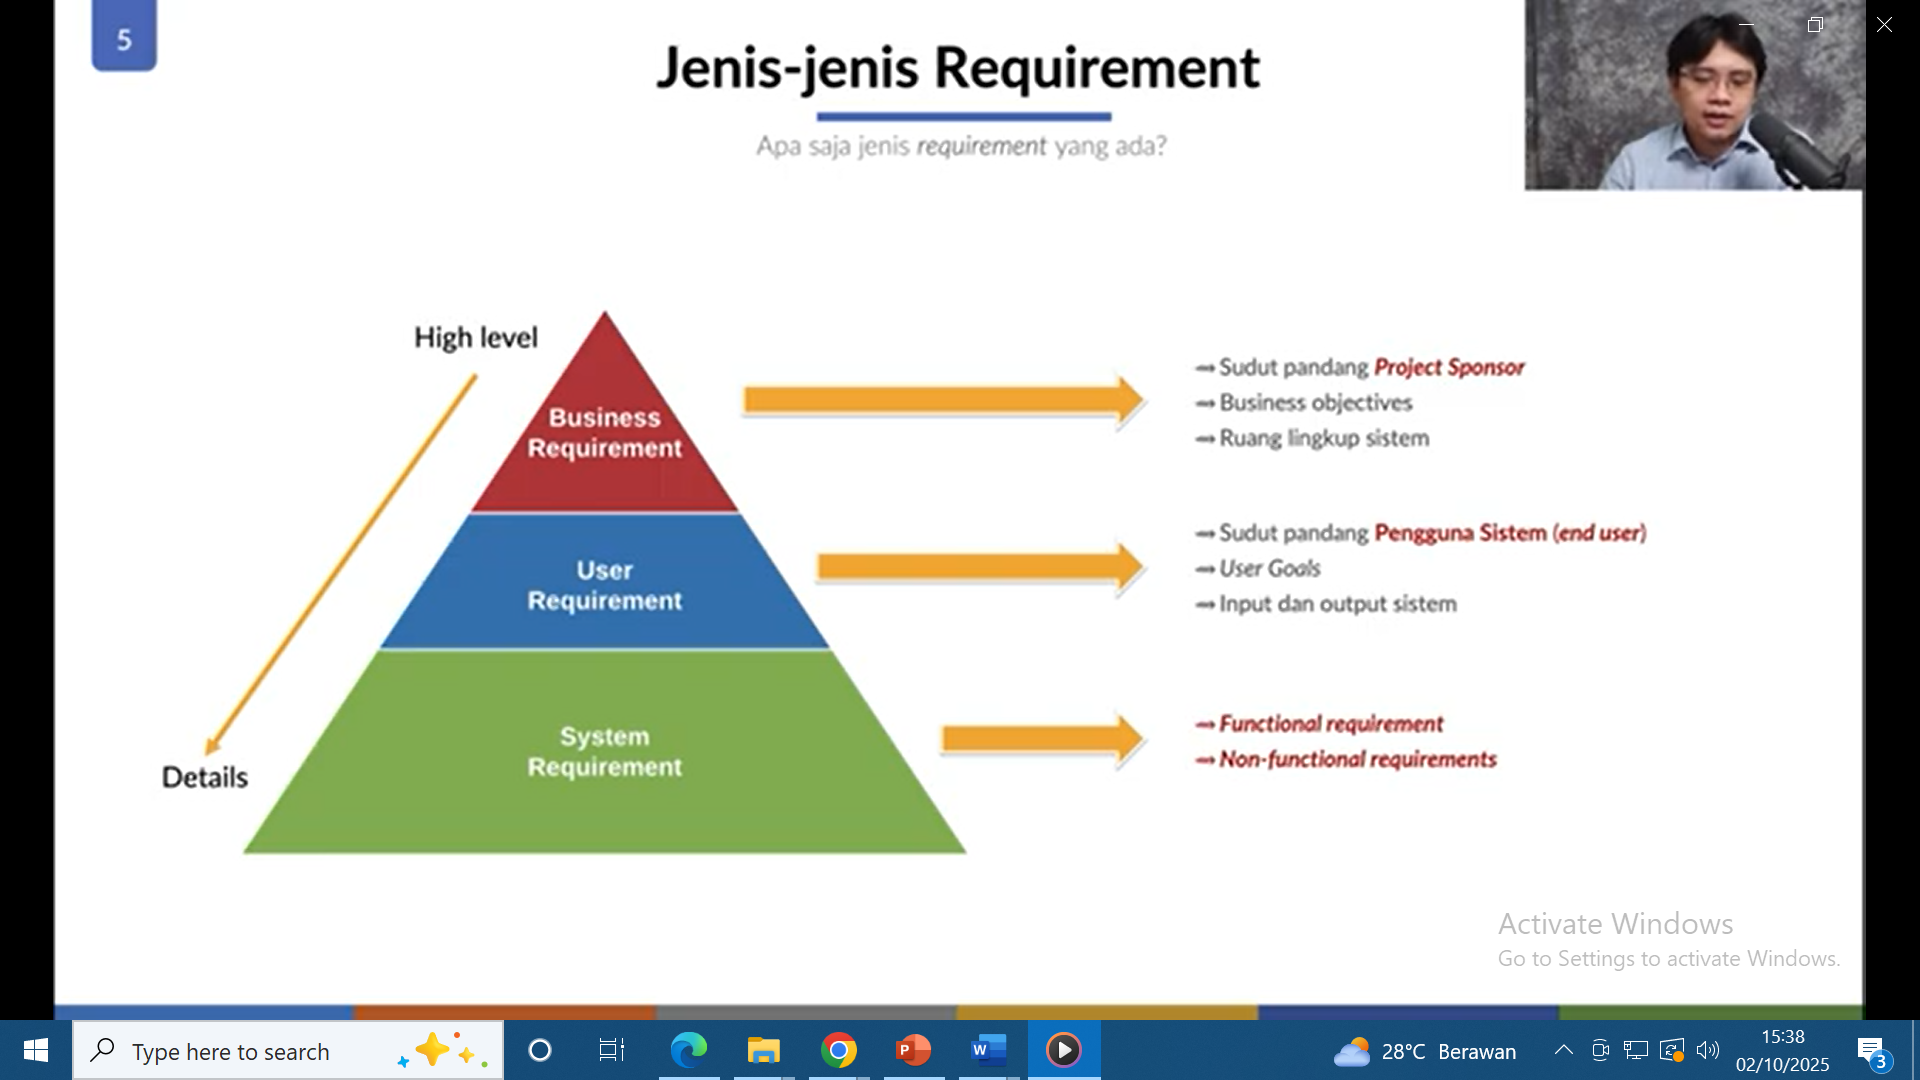 5
Jenis-jenis Requirement
Apa saja jenis requirement yang ada?
High level
Details
Business
Requirement
User
Requirement
System
Requirement
→ Sudut pandang Project Sponsor
→ Business objectives
→ Ruang lingkup sistem
→ Sudut pandang Pengguna Sistem (end user)
→ User Goals
→ Input dan output sistem
→ Functional requirement
→ Non-functional requirements
Activate Windows
Go to Settings to activate Windows.
Type here to search
28°C Berawan
15:38
02/10/2025
3